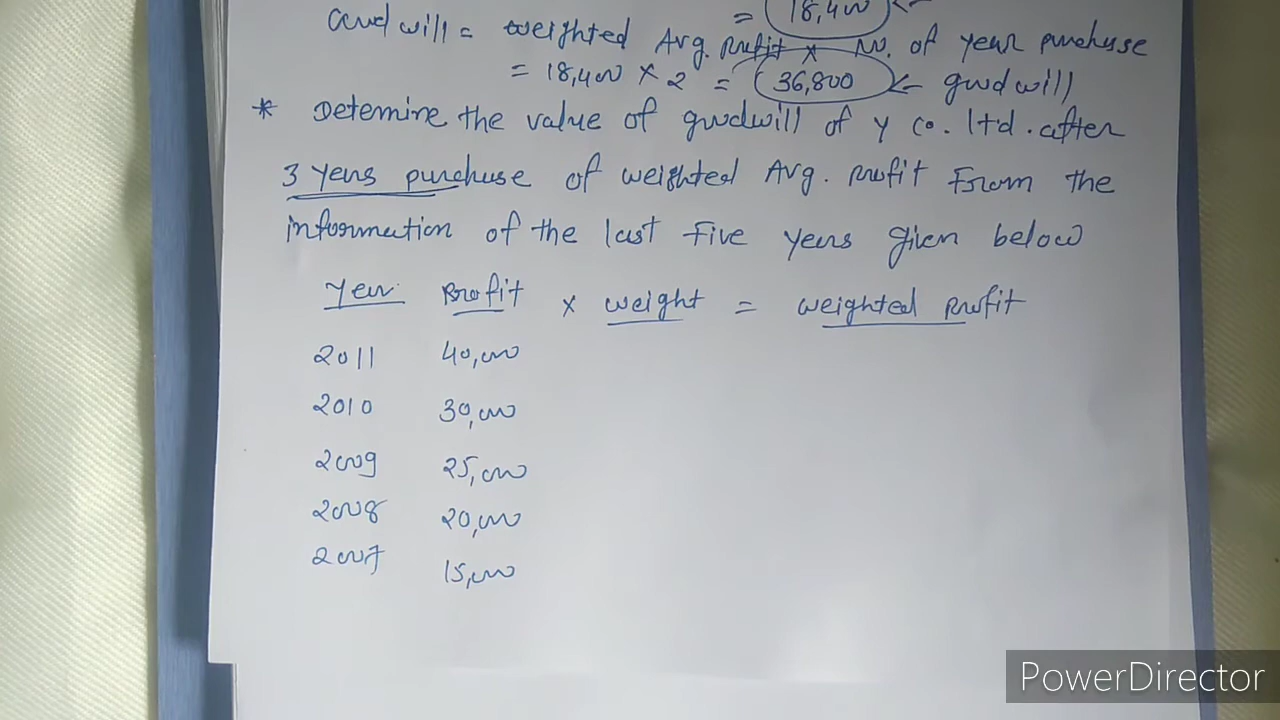 = 18,400 ←
Goodwill = weighted Avg. profit x No. of year purchase
= 18,400 x 2 = 36,800 ← goodwill
* Detemine the value of goodwill of Y Co. Ltd. after
3 years purchase of weighted Avg. profit From the
information of the last Five years given below
Year Profit x weight = weighted profit
2011 40,000
2010 30,000
2009 25,000
2008 20,000
2007 15,000
PowerDirector